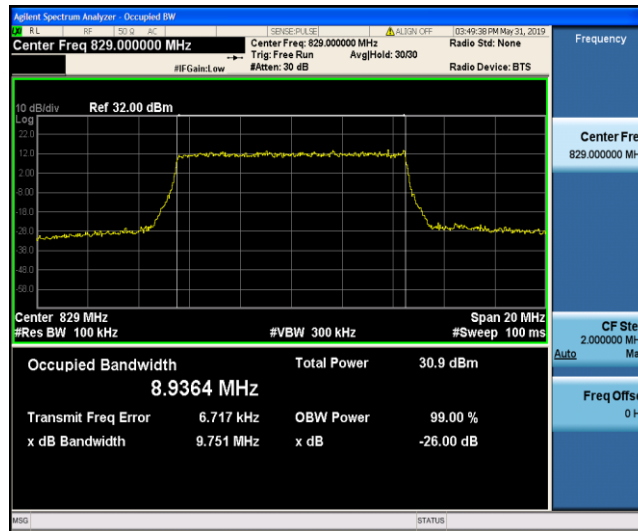 Agilent Spectrum Analyzer - Occupied BW
RL RF 50 Ω AC SENSE:PULSE ALIGN OFF 03:49:38 PM May 31, 2019
Center Freq 829.000000 MHz
Center Freq: 829.000000 MHz
Radio Std: None
Trig: Free Run Avg|Hold: 30/30
#IFGain:Low #Atten: 30 dB Radio Device: BTS
Frequency
10 dB/div Ref 32.00 dBm
Log
22.0
12.0
2.00
-8.00
-18.0
-28.0
-38.0
-48.0
-58.0
Center Fre
829.000000 MH
Center 829 MHz Span 20 MHz
#Res BW 100 kHz #VBW 300 kHz #Sweep 100 ms
CF Ste
2.000000 MH
Auto Ma
Occupied Bandwidth Total Power 30.9 dBm
8.9364 MHz
Transmit Freq Error 6.717 kHz OBW Power 99.00 %
x dB Bandwidth 9.751 MHz x dB -26.00 dB
Freq Offse
0 H
MSG STATUS